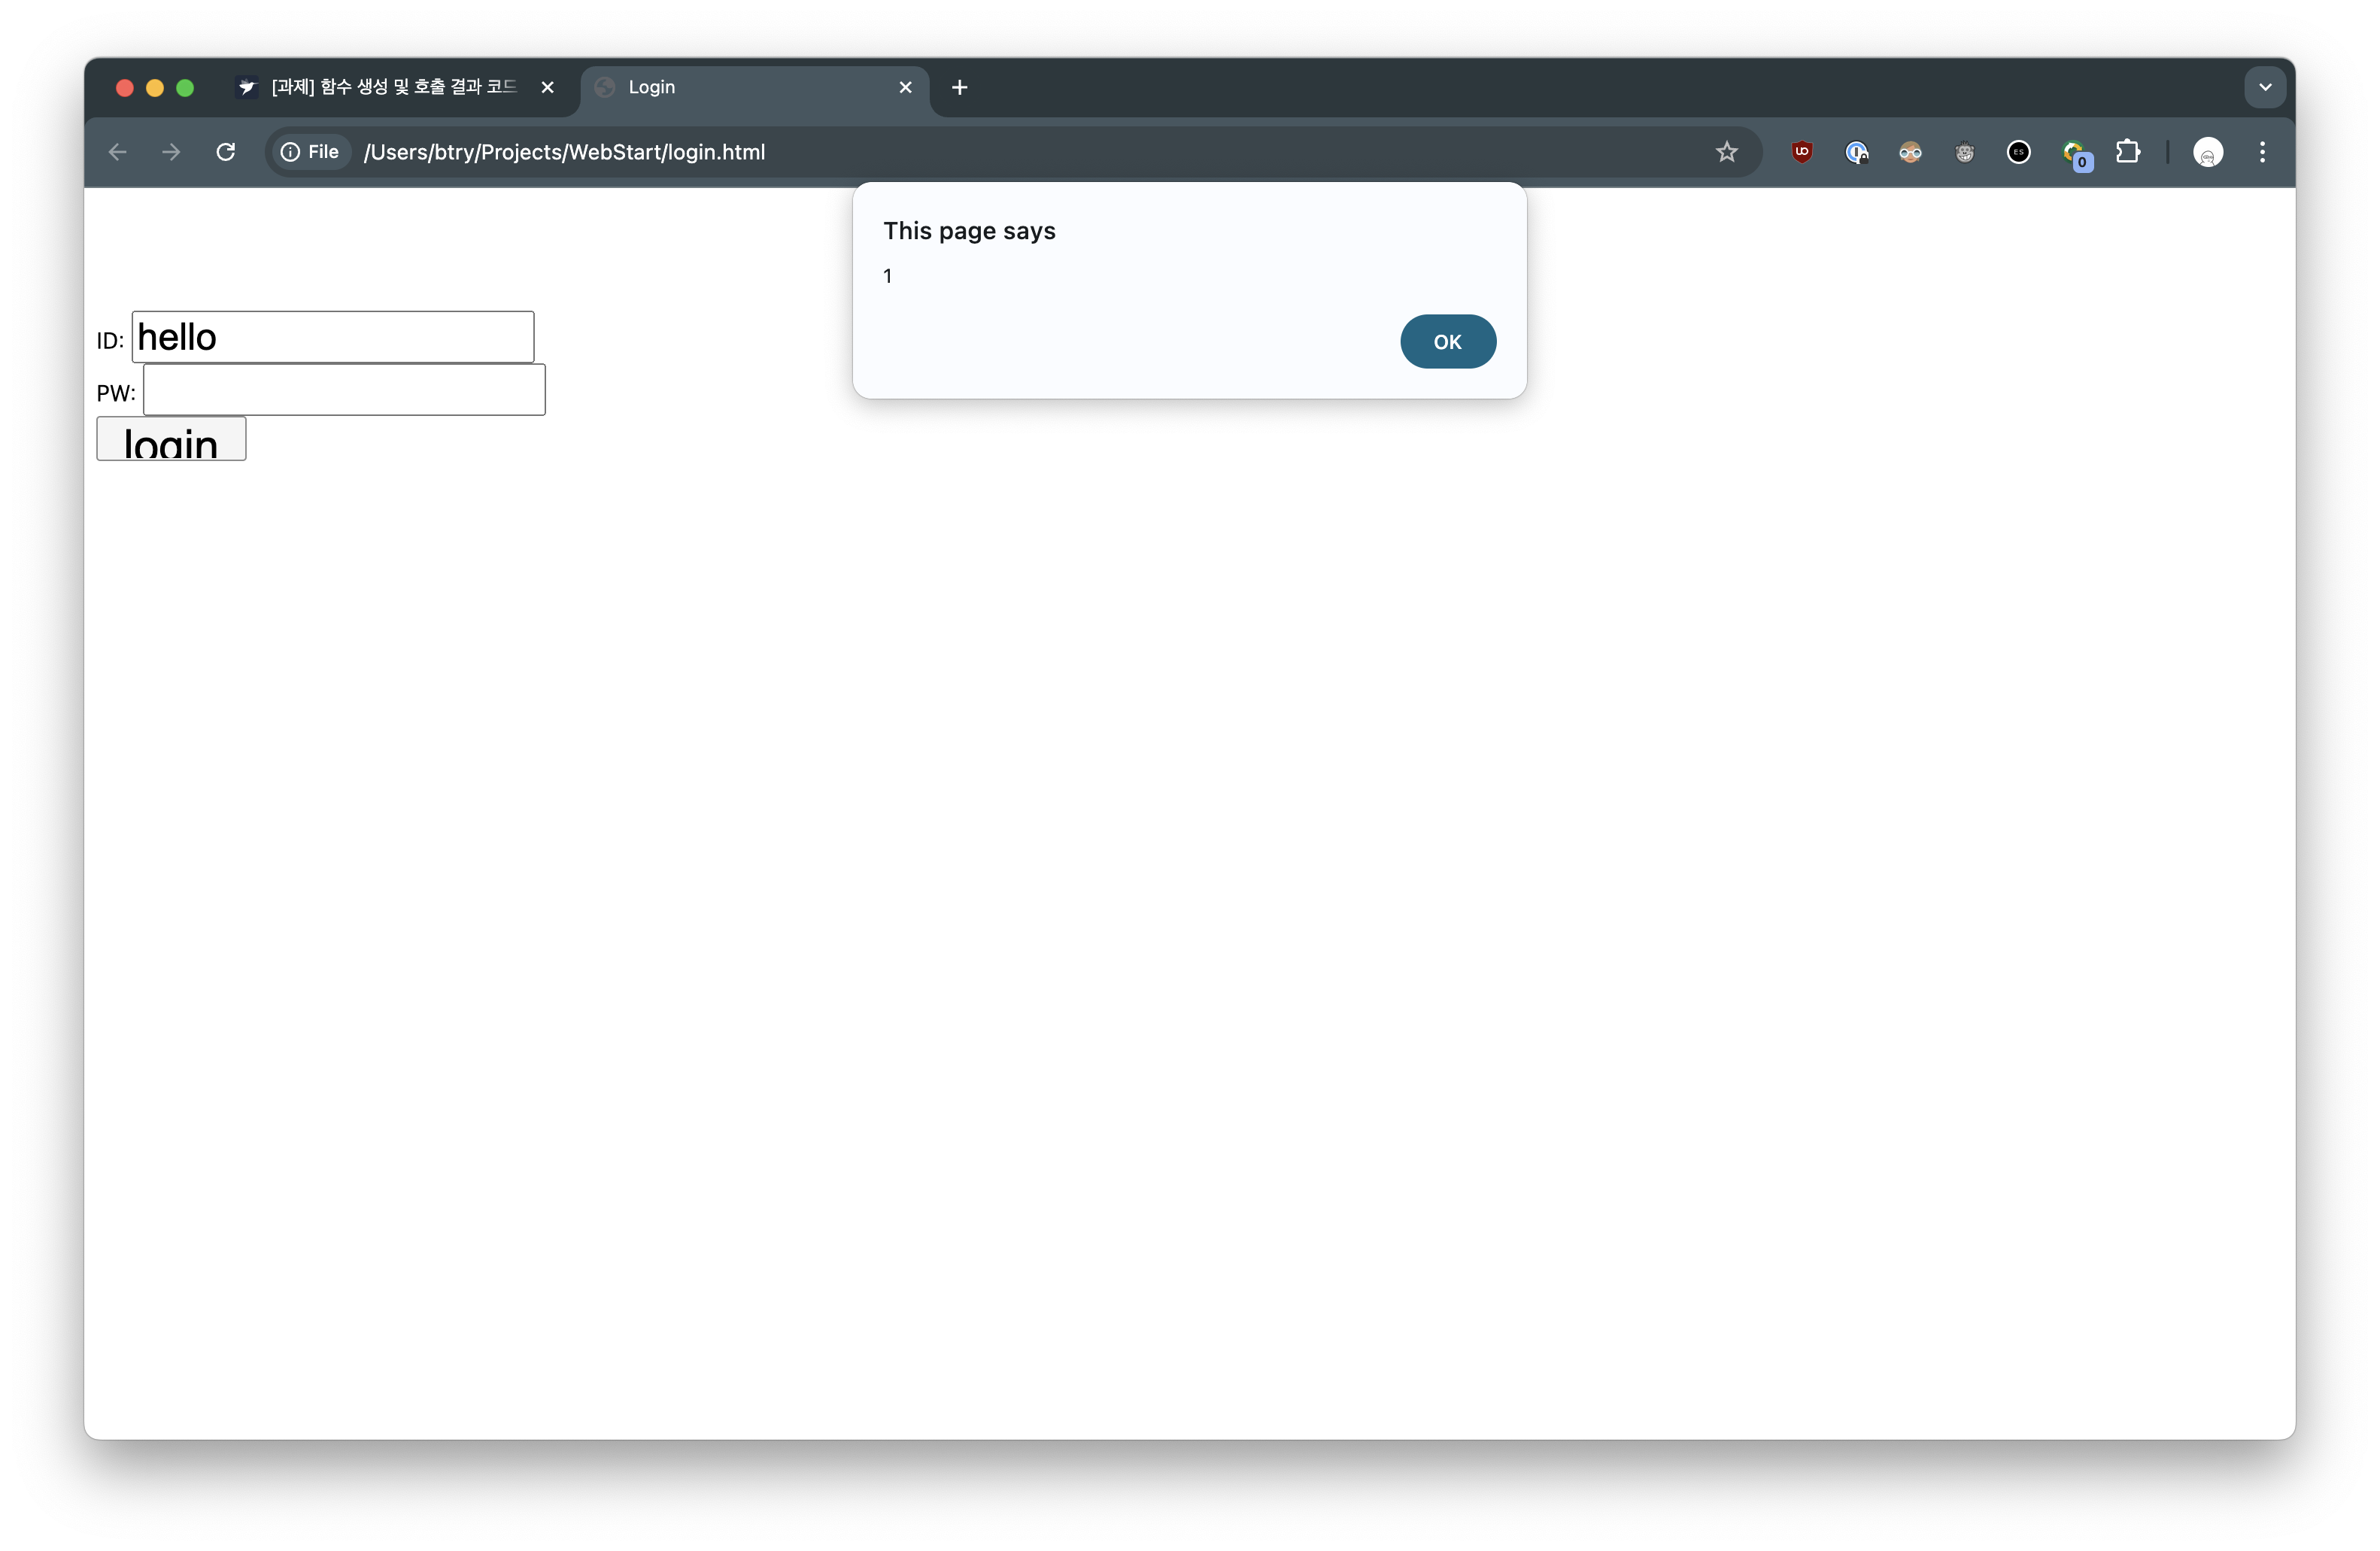 [과제] 함수 생성 및 호출 결과 코드
Login
File
/Users/btry/Projects/WebStart/login.html
0
This page says
1
OK
ID: hello
PW:
login